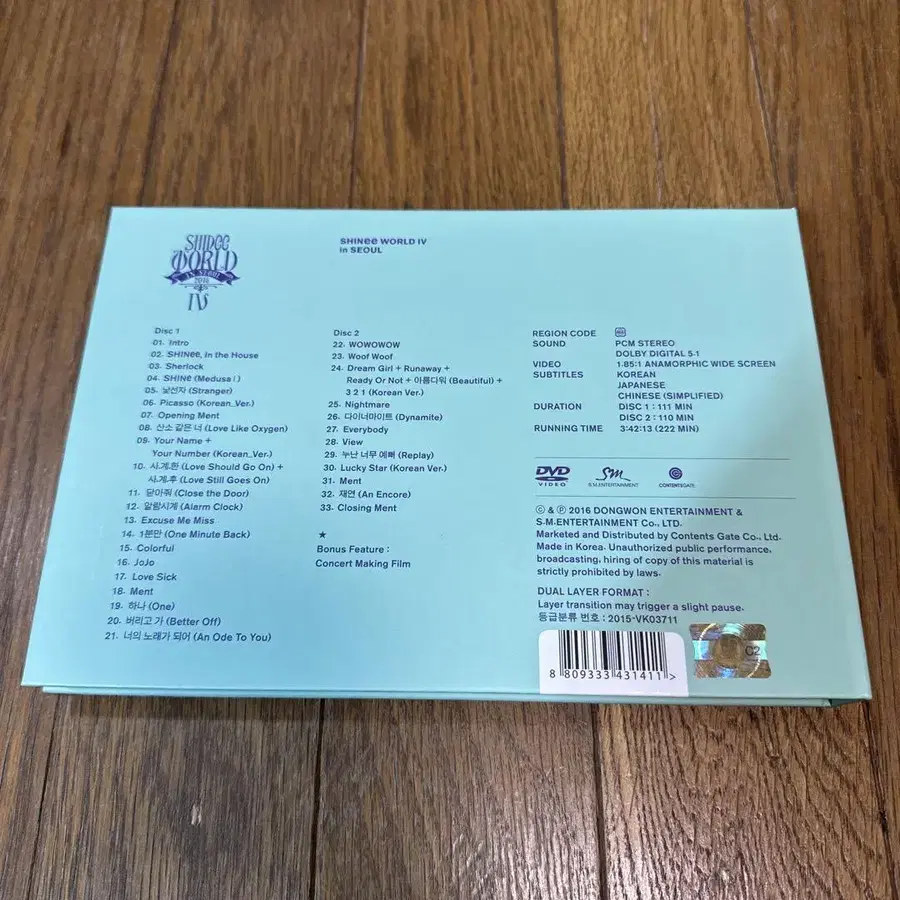 SHINee
WORLD
IV
SHINee WORLD IV
in SEOUL
Disc 1
01. Intro
02. SHINee, In the House
03. Sherlock
04. SHINe (Medusa I)
05. 낯선자 (Stranger)
06. Picasso (Korean_Ver.)
07. Opening Ment
08. 산소 같은 너 (Love Like Oxygen)
09. Your Name +
Your Number (Korean_Ver.)
10. 사.계.한 (Love Should Go On) +
사.계.후 (Love Still Goes On)
11. 닫아줘 (Close the Door)
12. 알람시계 (Alarm Clock)
13. Excuse Me Miss
14. 1분만 (One Minute Back)
15. Colorful
16. JoJo
17. Love Sick
18. Ment
19. 하나 (One)
20. 버리고 가 (Better Off)
21. 너의 노래가 되어 (An Ode To You)
Disc 2
22. WOWOWOW
23. Woof Woof
24. Dream Girl + Runaway +
Ready Or Not + 아름다워 (Beautiful) +
3 2 1 (Korean Ver.)
25. Nightmare
26. 다이너마이트 (Dynamite)
27. Everybody
28. View
29. 누난 너무 예뻐 (Replay)
30. Lucky Star (Korean Ver.)
31. Ment
32. 재연 (An Encore)
33. Closing Ment
★
Bonus Feature :
Concert Making Film
REGION CODE
SOUND PCM STEREO
DOLBY DIGITAL 5.1
VIDEO 1.85:1 ANAMORPHIC WIDE SCREEN
SUBTITLES KOREAN
JAPANESE
CHINESE (SIMPLIFIED)
DURATION DISC 1 : 111 MIN
DISC 2 : 110 MIN
RUNNING TIME 3:42:13 (222 MIN)
DVD
VIDEO
SM
S.M.ENTERTAINMENT
CONTENTSGATE
© & ℗ 2016 DONGWON ENTERTAINMENT &
S.M.ENTERTAINMENT Co., LTD.
Marketed and Distributed by Contents Gate Co., Ltd.
Made in Korea. Unauthorized public performance,
broadcasting, hiring of copy of this material is
strictly prohibited by laws.
DUAL LAYER FORMAT :
Layer transition may trigger a slight pause.
등급분류 번호 : 2015-VK03711
8 809333 431411 >
C2